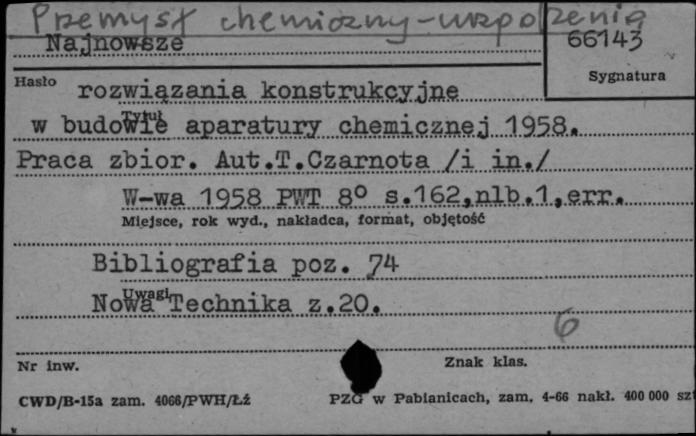 Przemysł chemiczny-wyposażenia
Najnowsze
66143
Hasło
Sygnatura
rozwiązania konstrukcyjne
Tytuł
w budowie aparatury chemicznej 1958.
Praca zbior. Aut.T.Czarnota /i in./
W-wa 1958 PWT 8° s.162,nlb.1,err.
Miejsce, rok wyd., nakładca, format, objętość
Bibliografia poz. 74
Uwagi
Nowa Technika z.20.
6
Nr inw.
Znak klas.
CWD/B-15a zam. 4066/PWH/Łź
PZG w Pabianicach, zam. 4-66 nakł. 400 000 szt